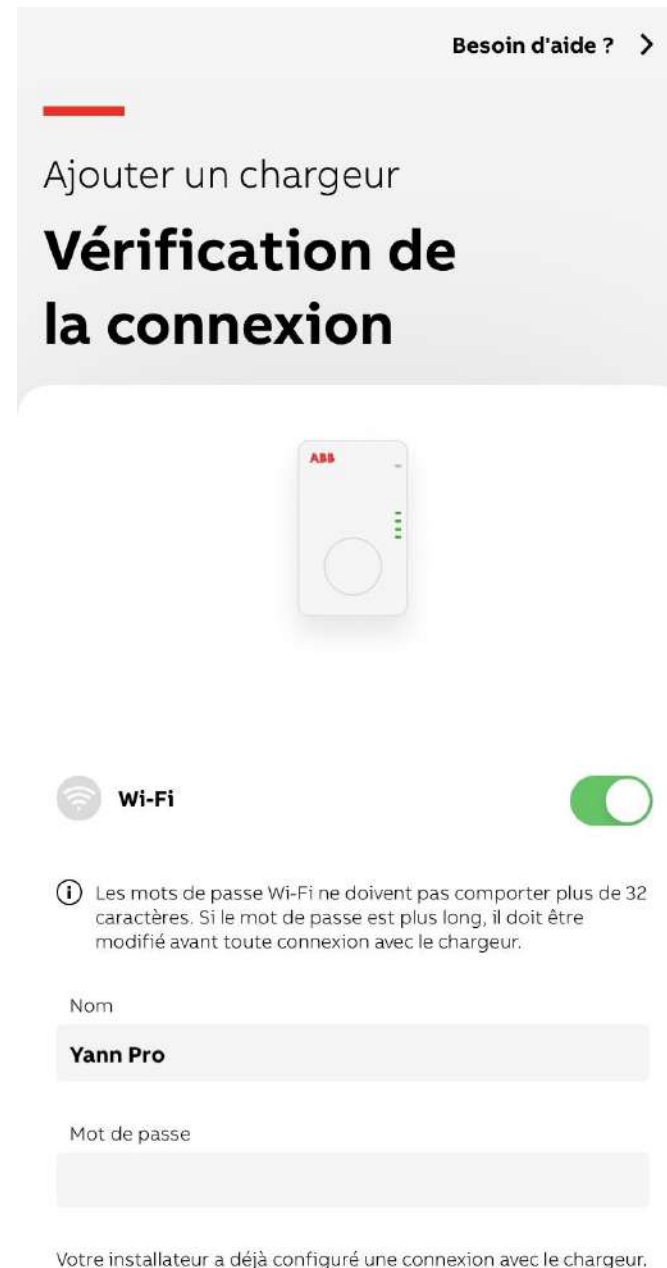 Besoin d'aide ?
Ajouter un chargeur
Vérification de
la connexion
ABB
Wi-Fi
Les mots de passe Wi-Fi ne doivent pas comporter plus de 32
caractères. Si le mot de passe est plus long, il doit être
modifié avant toute connexion avec le chargeur.
Nom
Yann Pro
Mot de passe
Votre installateur a déjà configuré une connexion avec le chargeur.